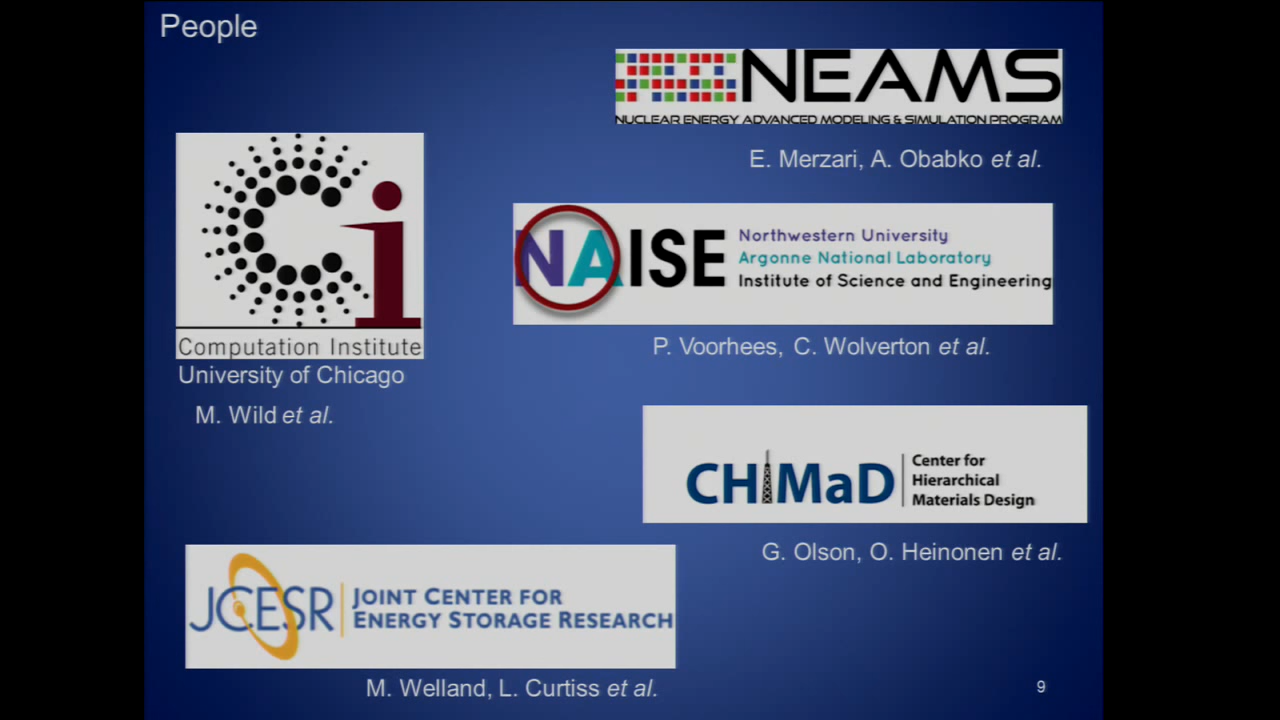 People
NEAMS
NUCLEAR ENERGY ADVANCED MODELING & SIMULATION PROGRAM
E. Merzari, A. Obabko et al.
Ci
Computation Institute
University of Chicago
M. Wild et al.
NAISE
Northwestern University
Argonne National Laboratory
Institute of Science and Engineering
P. Voorhees, C. Wolverton et al.
CHiMaD
Center for
Hierarchical
Materials Design
G. Olson, O. Heinonen et al.
JCESR
JOINT CENTER FOR
ENERGY STORAGE RESEARCH
M. Welland, L. Curtiss et al.
9